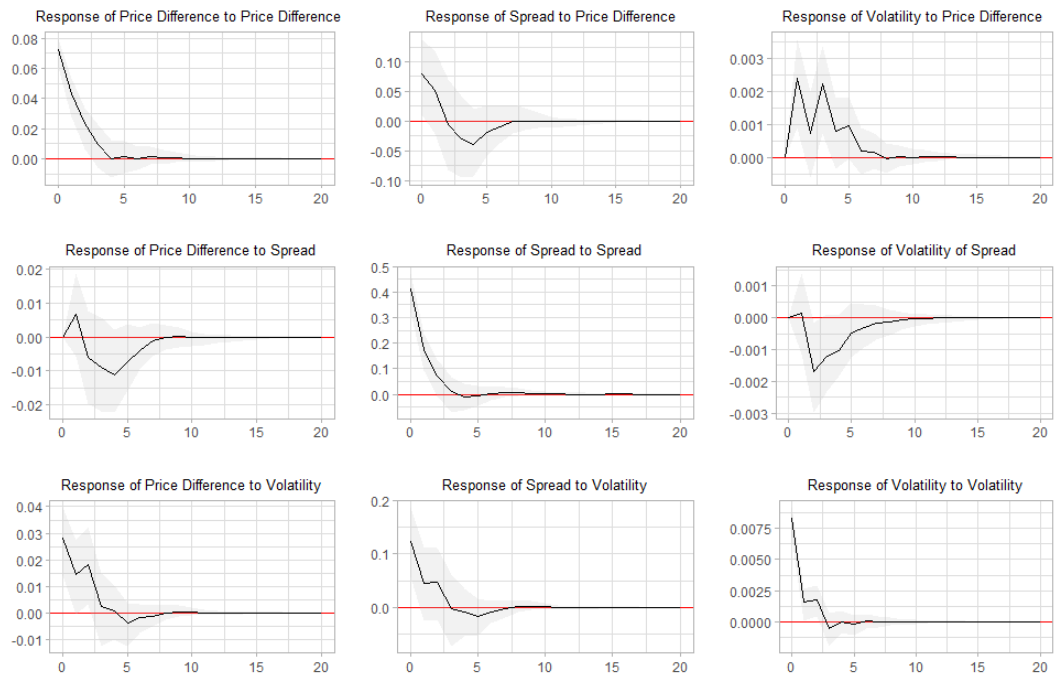 Response of Price Difference to Price Difference
0.08
0.06
0.04
0.02
0.00
0 5 10 15 20
Response of Spread to Price Difference
0.10
0.05
0.00
-0.05
-0.10
0 5 10 15 20
Response of Volatility to Price Difference
0.003
0.002
0.001
0.000
0 5 10 15 20
Response of Price Difference to Spread
0.02
0.01
0.00
-0.01
-0.02
0 5 10 15 20
Response of Spread to Spread
0.5
0.4
0.3
0.2
0.1
0.0
0 5 10 15 20
Response of Volatility of Spread
0.001
0.000
-0.001
-0.002
-0.003
0 5 10 15 20
Response of Price Difference to Volatility
0.04
0.03
0.02
0.01
0.00
-0.01
0 5 10 15 20
Response of Spread to Volatility
0.2
0.1
0.0
0 5 10 15 20
Response of Volatility to Volatility
0.0075
0.0050
0.0025
0.0000
0 5 10 15 20